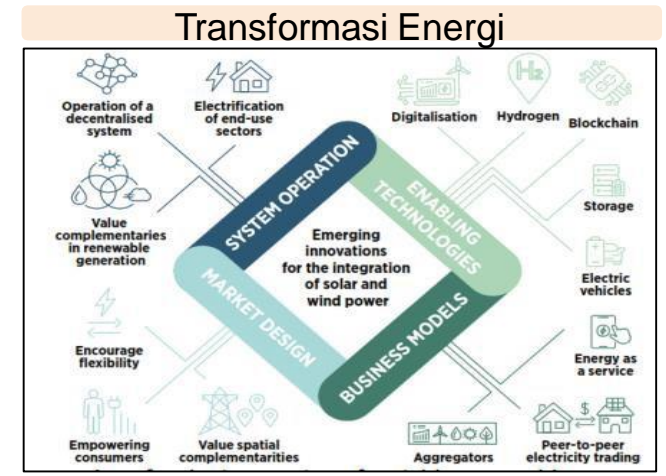 Transformasi Energi
Operation of a
decentralised
system
Electrification
of end-use
sectors
Digitalisation
Hydrogen
H₂
Blockchain
Value
complementaries
in renewable
generation
Storage
Electric
vehicles
SYSTEM OPERATION
ENABLING
TECHNOLOGIES
Emerging
innovations
for the integration
of solar and
wind power
MARKET DESIGN
BUSINESS MODELS
Encourage
flexibility
Energy as
a service
Empowering
consumers
Value spatial
complementarities
Aggregators
$
Peer-to-peer
electricity trading